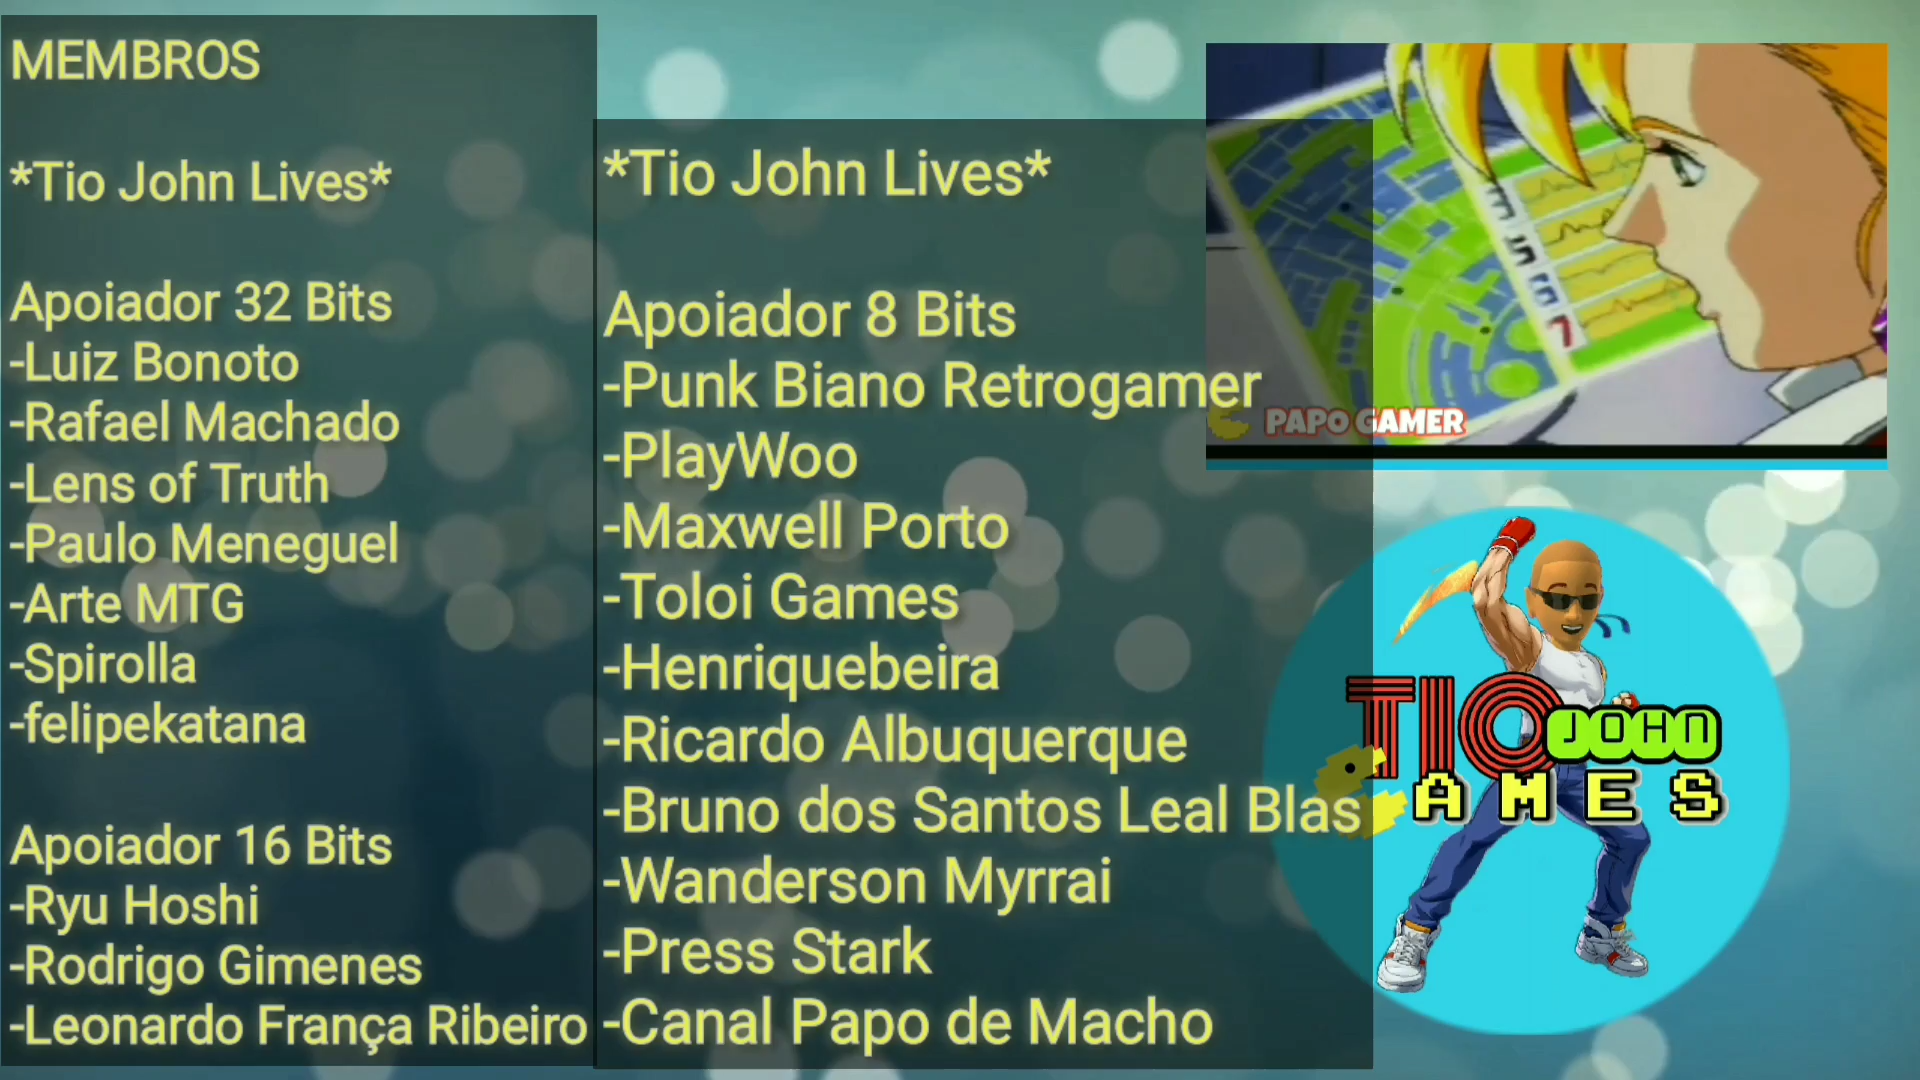 MEMBROS
*Tio John Lives*
Apoiador 32 Bits
-Luiz Bonoto
-Rafael Machado
-Lens of Truth
-Paulo Meneguel
-Arte MTG
-Spirolla
-felipekatana
Apoiador 16 Bits
-Ryu Hoshi
-Rodrigo Gimenes
-Leonardo França Ribeiro
*Tio John Lives*
Apoiador 8 Bits
-Punk Biano Retrogamer
-PlayWoo
-Maxwell Porto
-Toloi Games
-Henriquebeira
-Ricardo Albuquerque
-Bruno dos Santos Leal Blas
-Wanderson Myrrai
-Press Stark
-Canal Papo de Macho
PAPO GAMER
TIO JOHN
GAMES